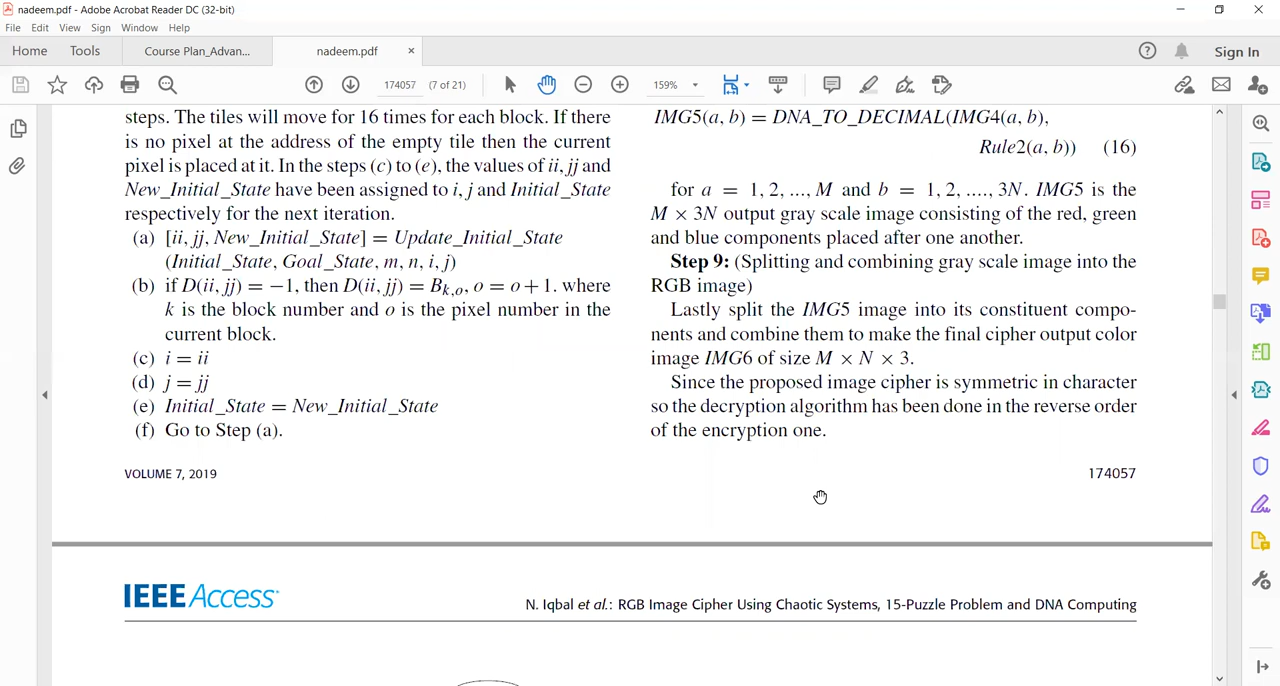 nadeem.pdf - Adobe Acrobat Reader DC (32-bit)
File Edit View Sign Window Help
Home Tools Course Plan_Advan... nadeem.pdf × Sign In
174057 (7 of 21) 159%
steps. The tiles will move for 16 times for each block. If there
is no pixel at the address of the empty tile then the current
pixel is placed at it. In the steps (c) to (e), the values of ii, jj and
New_Initial_State have been assigned to i, j and Initial_State
respectively for the next iteration.
(a) [ii, jj, New_Initial_State] = Update_Initial_State
(Initial_State, Goal_State, m, n, i, j)
(b) if D(ii, jj) = −1, then D(ii, jj) = Bk,o, o = o + 1. where
k is the block number and o is the pixel number in the
current block.
(c) i = ii
(d) j = jj
(e) Initial_State = New_Initial_State
(f) Go to Step (a).
IMG5(a, b) = DNA_TO_DECIMAL(IMG4(a, b),
Rule2(a, b)) (16)
for a = 1, 2, ..., M and b = 1, 2, ...., 3N. IMG5 is the
M × 3N output gray scale image consisting of the red, green
and blue components placed after one another.
Step 9: (Splitting and combining gray scale image into the
RGB image)
Lastly split the IMG5 image into its constituent compo-
nents and combine them to make the final cipher output color
image IMG6 of size M × N × 3.
Since the proposed image cipher is symmetric in character
so the decryption algorithm has been done in the reverse order
of the encryption one.
VOLUME 7, 2019 174057
IEEE Access
N. Iqbal et al.: RGB Image Cipher Using Chaotic Systems, 15-Puzzle Problem and DNA Computing